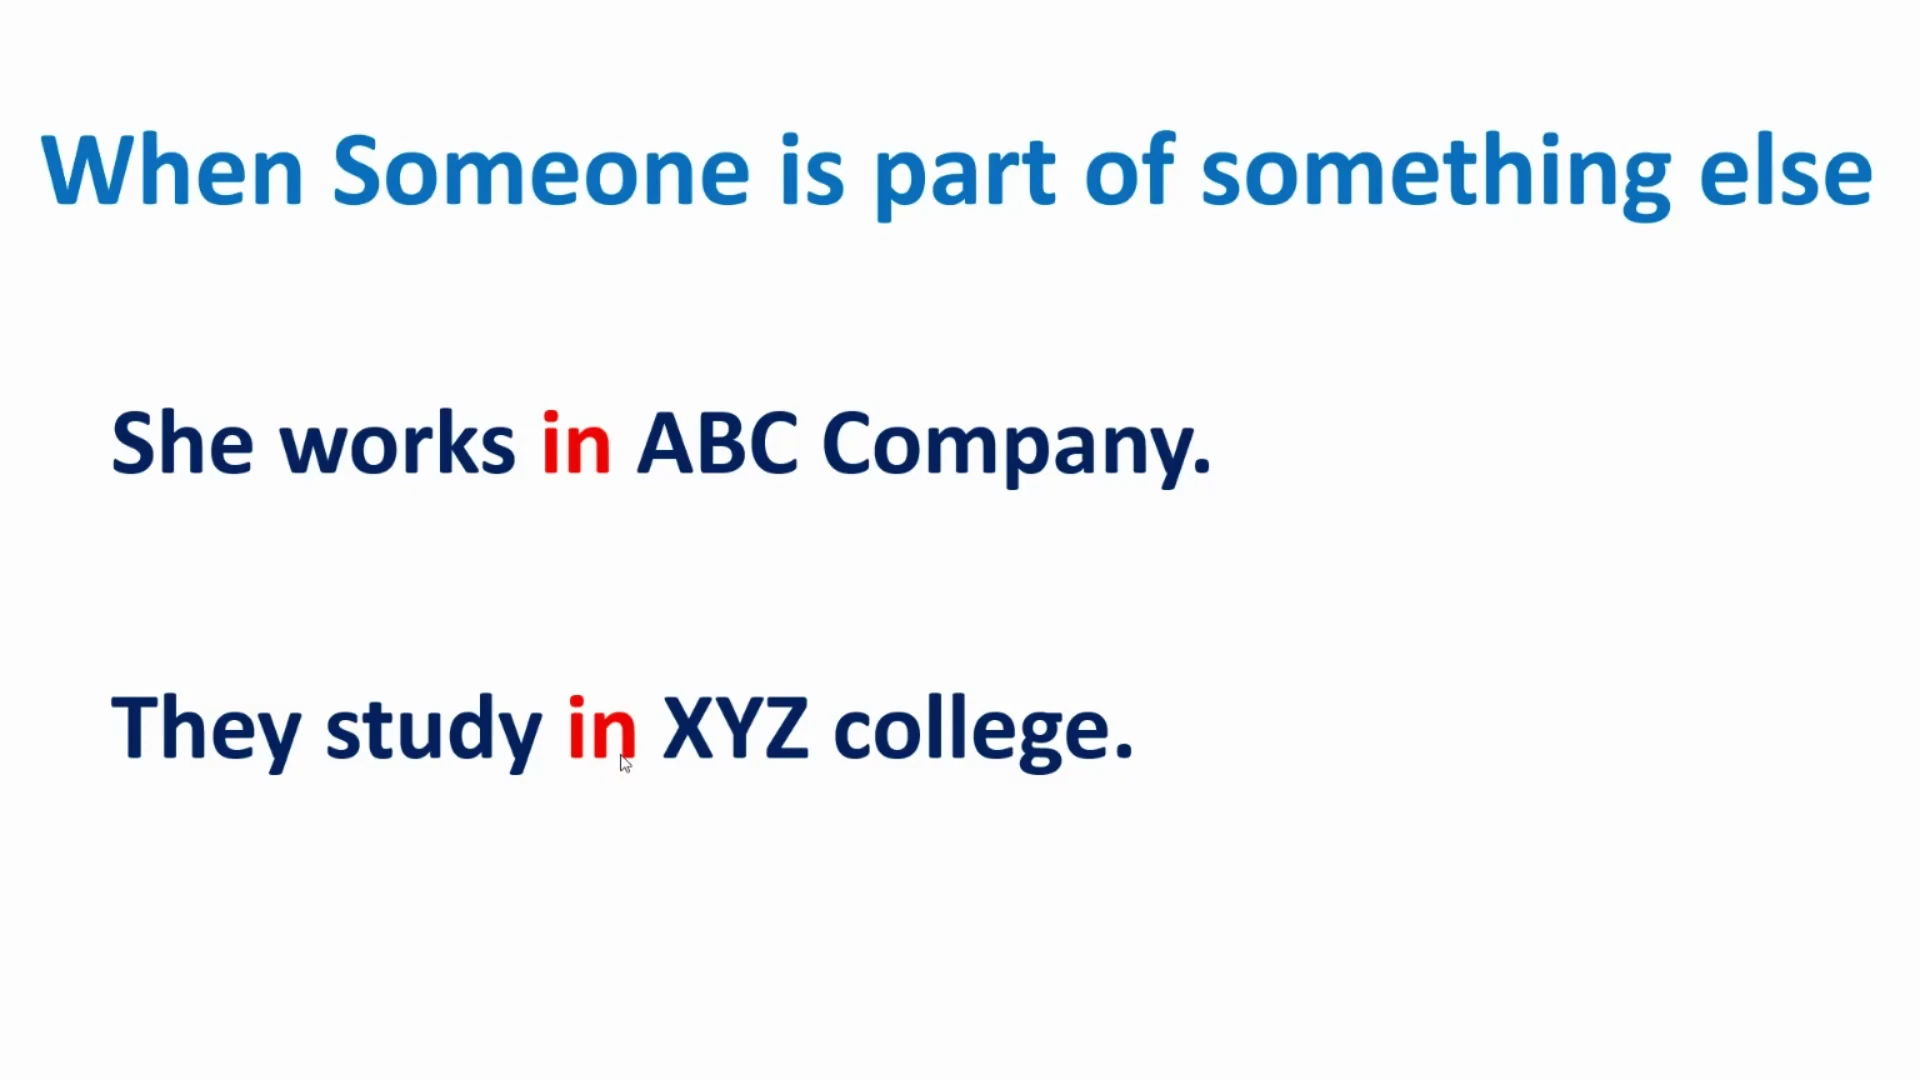 When Someone is part of something else
She works in ABC Company.
They study in XYZ college.